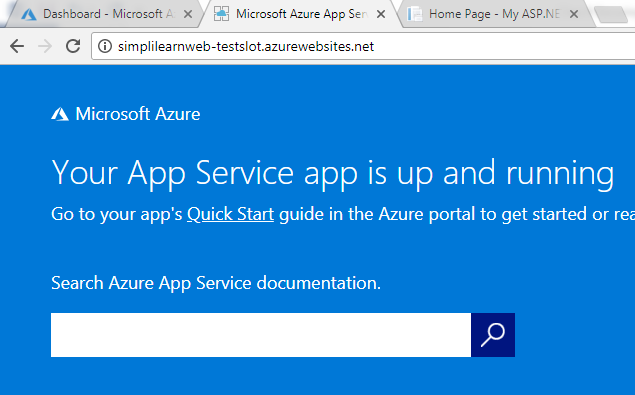 Dashboard - Microsoft A
Microsoft Azure App Ser
Home Page - My ASP.NE
simplilearnweb-testslot.azurewebsites.net
Microsoft Azure
Your App Service app is up and running
Go to your app's Quick Start guide in the Azure portal to get started or rea
Search Azure App Service documentation.